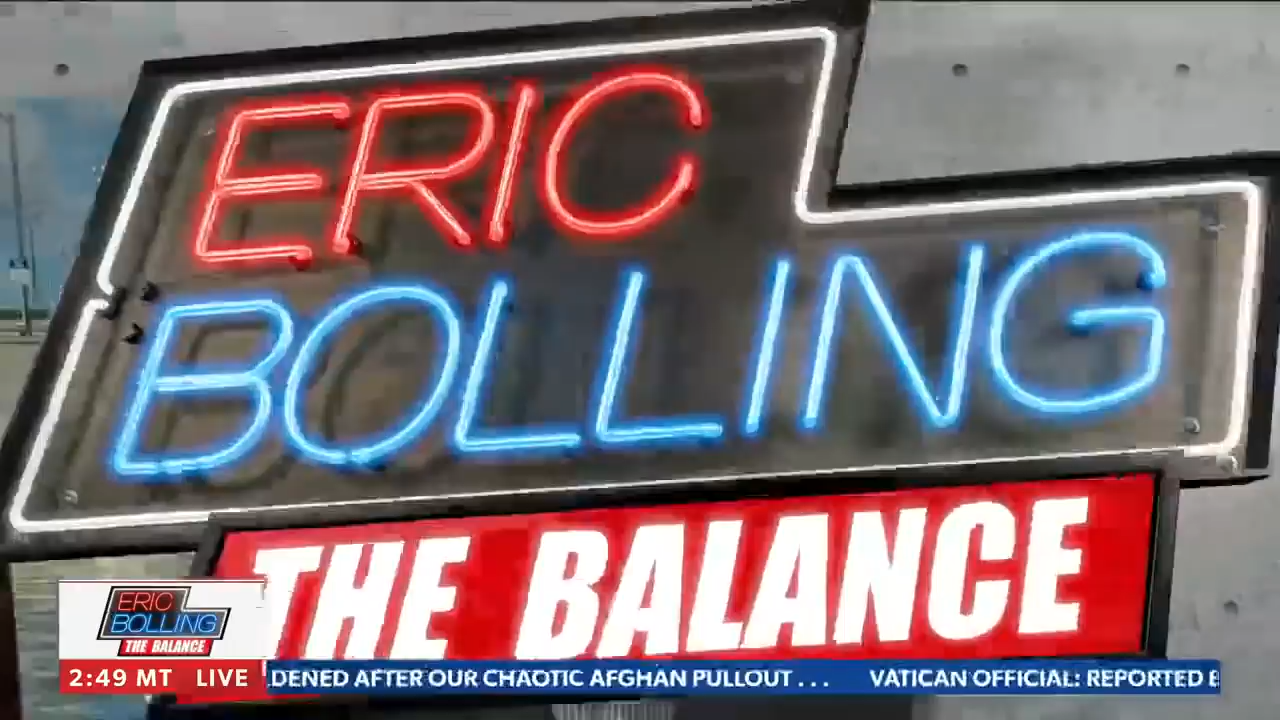 ERIC
BOLLING
THE BALANCE
ERIC
BOLLING
THE BALANCE
2:49 MT LIVE
DENED AFTER OUR CHAOTIC AFGHAN PULLOUT . . . VATICAN OFFICIAL: REPORTED